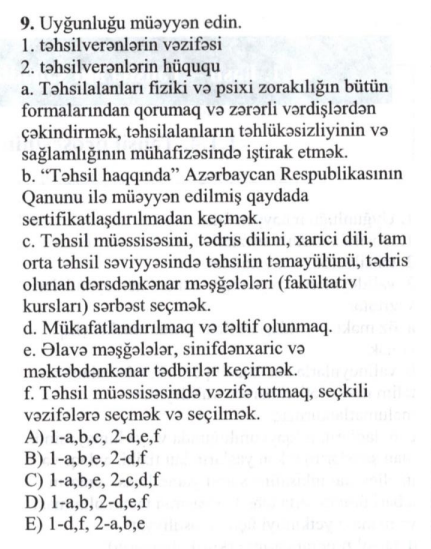 9. Uyğunluğu müəyyən edin.
1. təhsilverənlərin vəzifəsi
2. təhsilverənlərin hüququ
a. Təhsilalanları fiziki və psixi zorakılığın bütün
formalarından qorumaq və zərərli vərdişlərdən
çəkindirmək, təhsilalanların təhlükəsizliyinin və
sağlamlığının mühafizəsində iştirak etmək.
b. “Təhsil haqqında” Azərbaycan Respublikasının
Qanunu ilə müəyyən edilmiş qaydada
sertifikatlaşdırılmadan keçmək.
c. Təhsil müəssisəsini, tədris dilini, xarici dili, tam
orta təhsil səviyyəsində təhsilin təmayülünü, tədris
olunan dərsdənkənar məşğələləri (fakültativ
kursları) sərbəst seçmək.
d. Mükafatlandırılmaq və təltif olunmaq.
e. Əlavə məşğələlər, sinifdənxaric və
məktəbdənkənar tədbirlər keçirmək.
f. Təhsil müəssisəsində vəzifə tutmaq, seçkili
vəzifələrə seçmək və seçilmək.
A) 1-a,b,c, 2-d,e,f
B) 1-a,b,e, 2-d,f
C) 1-a,b,e, 2-c,d,f
D) 1-a,b, 2-d,e,f
E) 1-d,f, 2-a,b,e